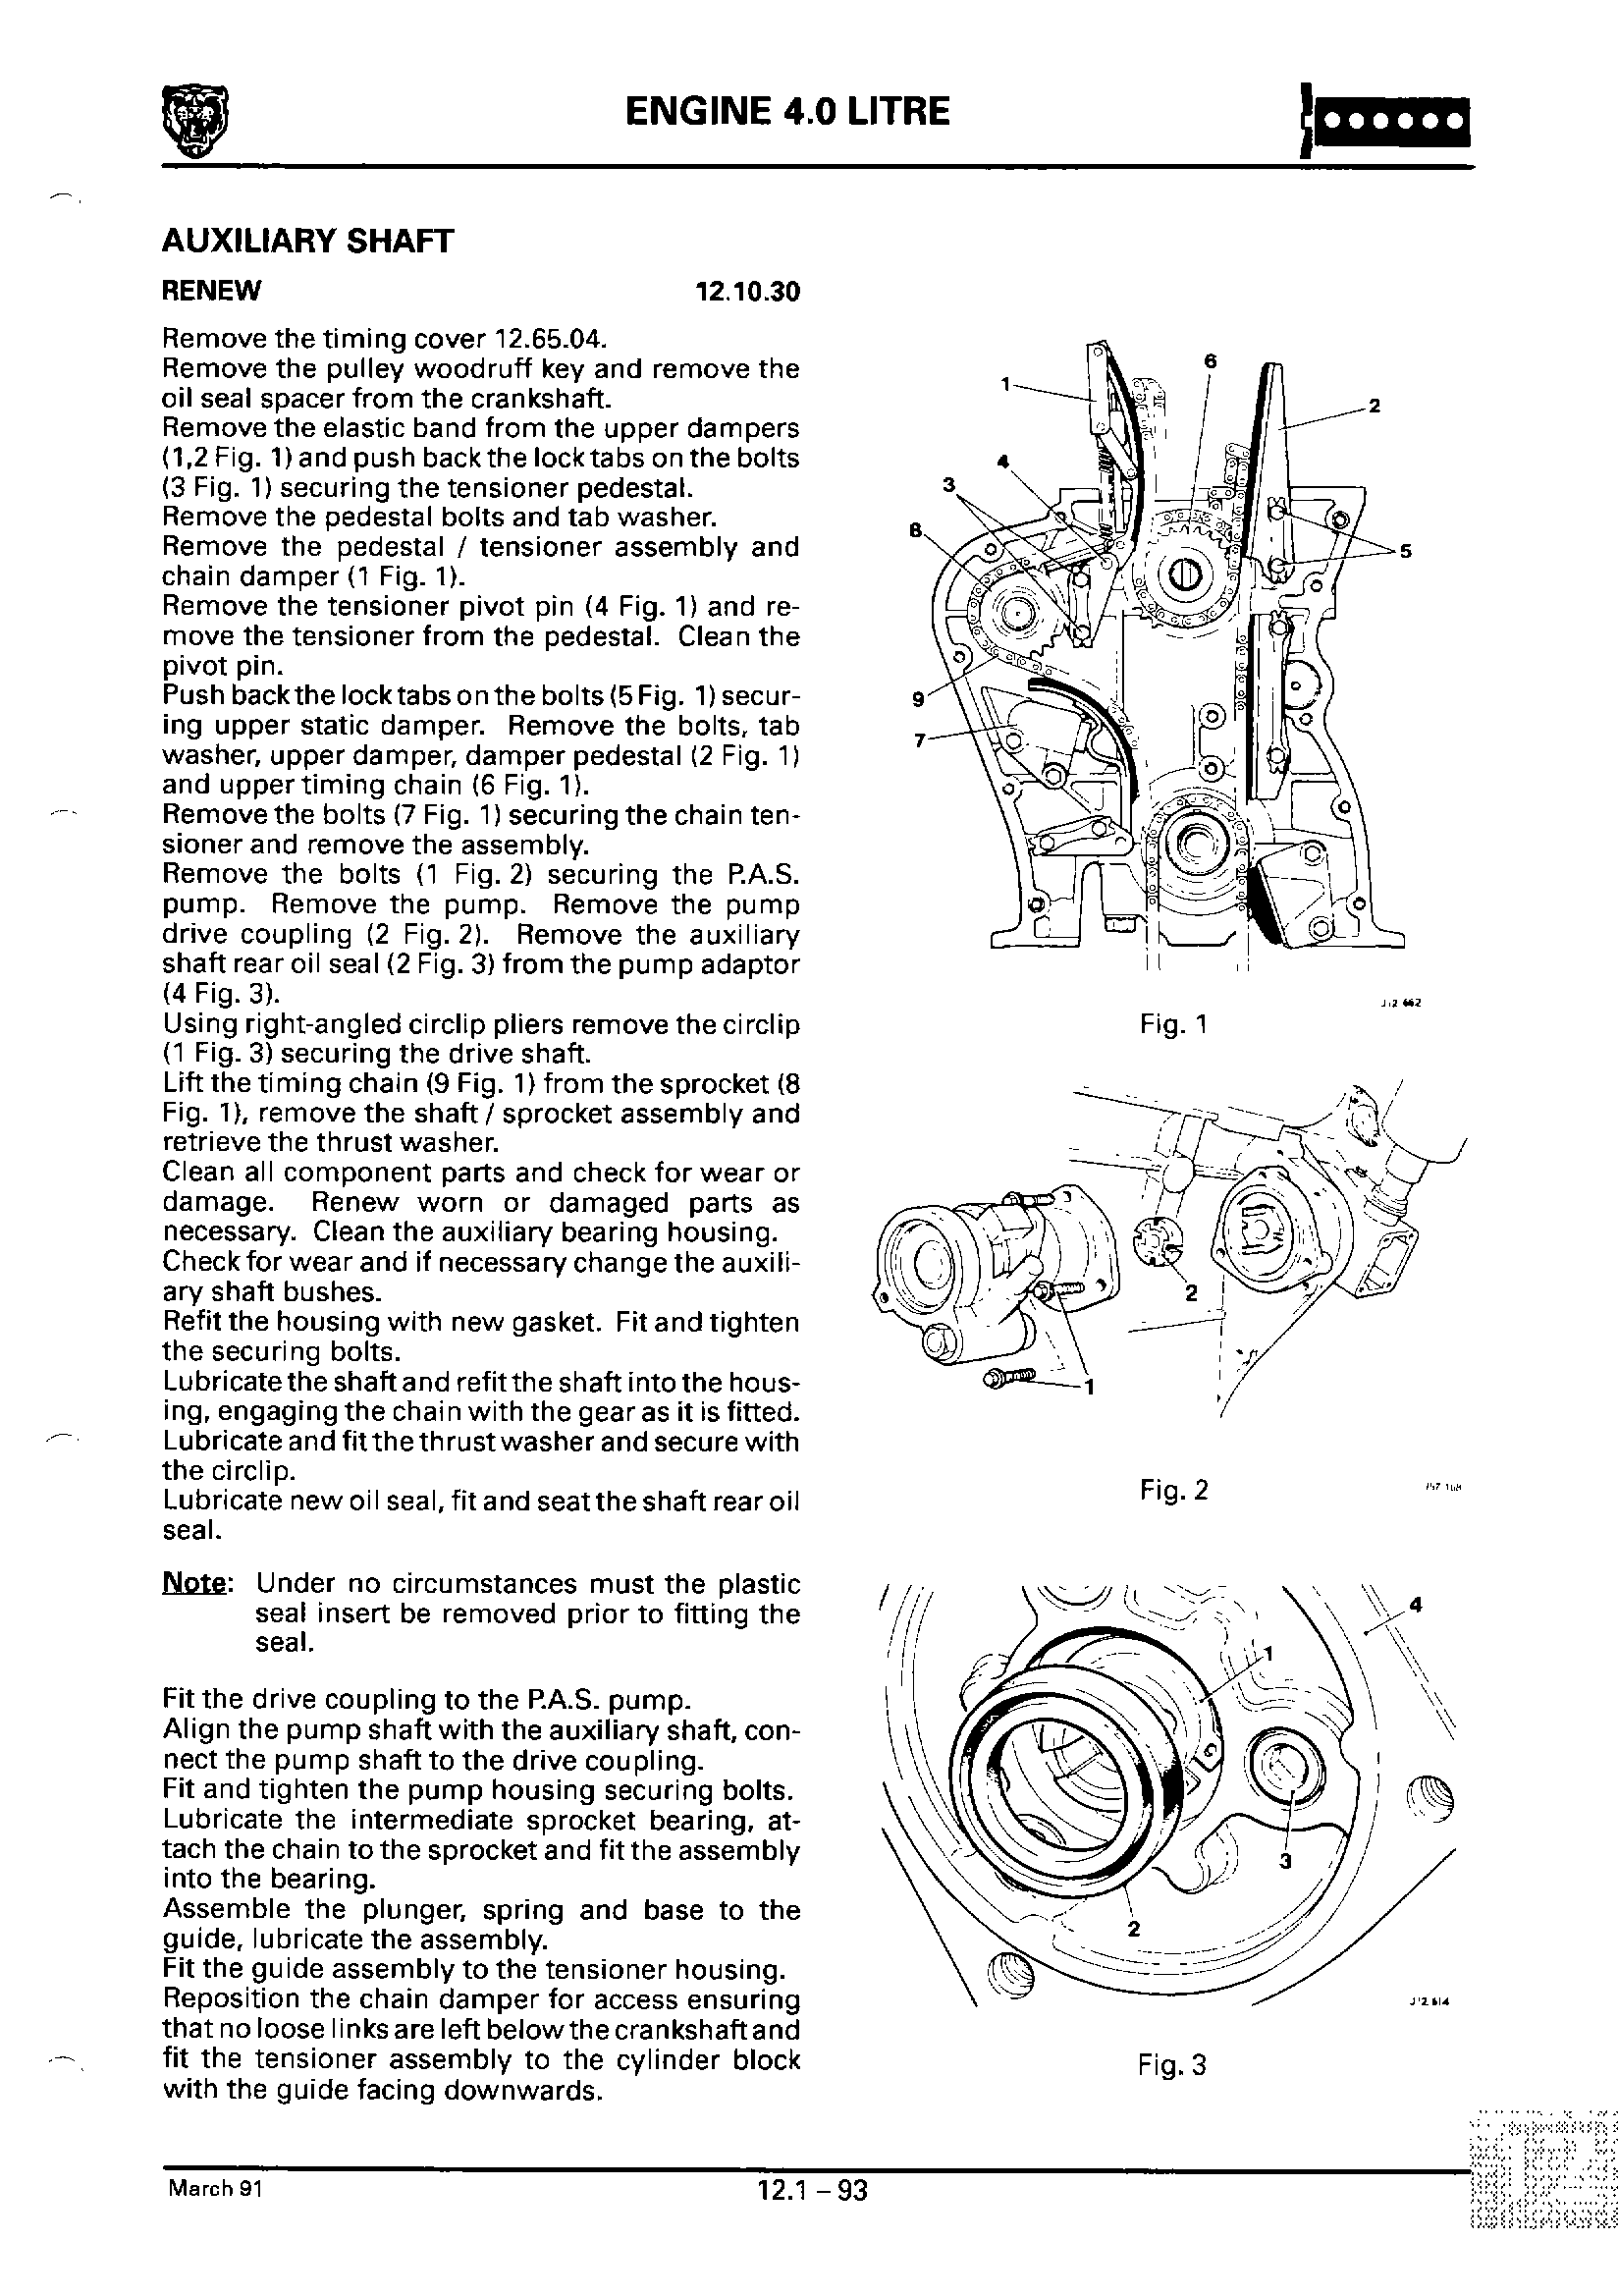 ENGINE 4.0 LITRE
AUXILIARY SHAFT
RENEW 12.10.30
Remove the timing cover 12.65.04.
Remove the pulley woodruff key and remove the
oil seal spacer from the crankshaft.
Remove the elastic band from the upper dampers
(1,2 Fig. 1) and push back the lock tabs on the bolts
(3 Fig. 1) securing the tensioner pedestal.
Remove the pedestal bolts and tab washer.
Remove the pedestal / tensioner assembly and
chain damper (1 Fig. 1).
Remove the tensioner pivot pin (4 Fig. 1) and re-
move the tensioner from the pedestal. Clean the
pivot pin.
Push back the lock tabs on the bolts (5 Fig. 1) secur-
ing upper static damper. Remove the bolts, tab
washer, upper damper, damper pedestal (2 Fig. 1)
and upper timing chain (6 Fig. 1).
Remove the bolts (7 Fig. 1) securing the chain ten-
sioner and remove the assembly.
Remove the bolts (1 Fig. 2) securing the P.A.S.
pump. Remove the pump. Remove the pump
drive coupling (2 Fig. 2). Remove the auxiliary
shaft rear oil seal (2 Fig. 3) from the pump adaptor
(4 Fig. 3).
Using right-angled circlip pliers remove the circlip
(1 Fig. 3) securing the drive shaft.
Lift the timing chain (9 Fig. 1) from the sprocket (8
Fig. 1), remove the shaft / sprocket assembly and
retrieve the thrust washer.
Clean all component parts and check for wear or
damage. Renew worn or damaged parts as
necessary. Clean the auxiliary bearing housing.
Check for wear and if necessary change the auxili-
ary shaft bushes.
Refit the housing with new gasket. Fit and tighten
the securing bolts.
Lubricate the shaft and refit the shaft into the hous-
ing, engaging the chain with the gear as it is fitted.
Lubricate and fit the thrust washer and secure with
the circlip.
Lubricate new oil seal, fit and seat the shaft rear oil
seal.
Note: Under no circumstances must the plastic
seal insert be removed prior to fitting the
seal.
Fit the drive coupling to the P.A.S. pump.
Align the pump shaft with the auxiliary shaft, con-
nect the pump shaft to the drive coupling.
Fit and tighten the pump housing securing bolts.
Lubricate the intermediate sprocket bearing, at-
tach the chain to the sprocket and fit the assembly
into the bearing.
Assemble the plunger, spring and base to the
guide, lubricate the assembly.
Fit the guide assembly to the tensioner housing.
Reposition the chain damper for access ensuring
that no loose links are left below the crankshaft and
fit the tensioner assembly to the cylinder block
with the guide facing downwards.
1
6
2
4
3
8
5
9
7
J12 662
Fig. 1
2
1
Fig. 2
4
1
3
2
J12 614
Fig. 3
March 91
12.1 – 93